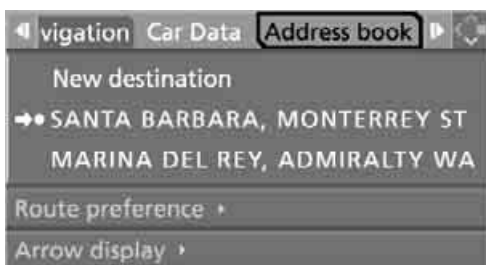 vigation Car Data Address book
New destination
SANTA BARBARA, MONTERREY ST
MARINA DEL REY, ADMIRALTY WA
Route preference
Arrow display